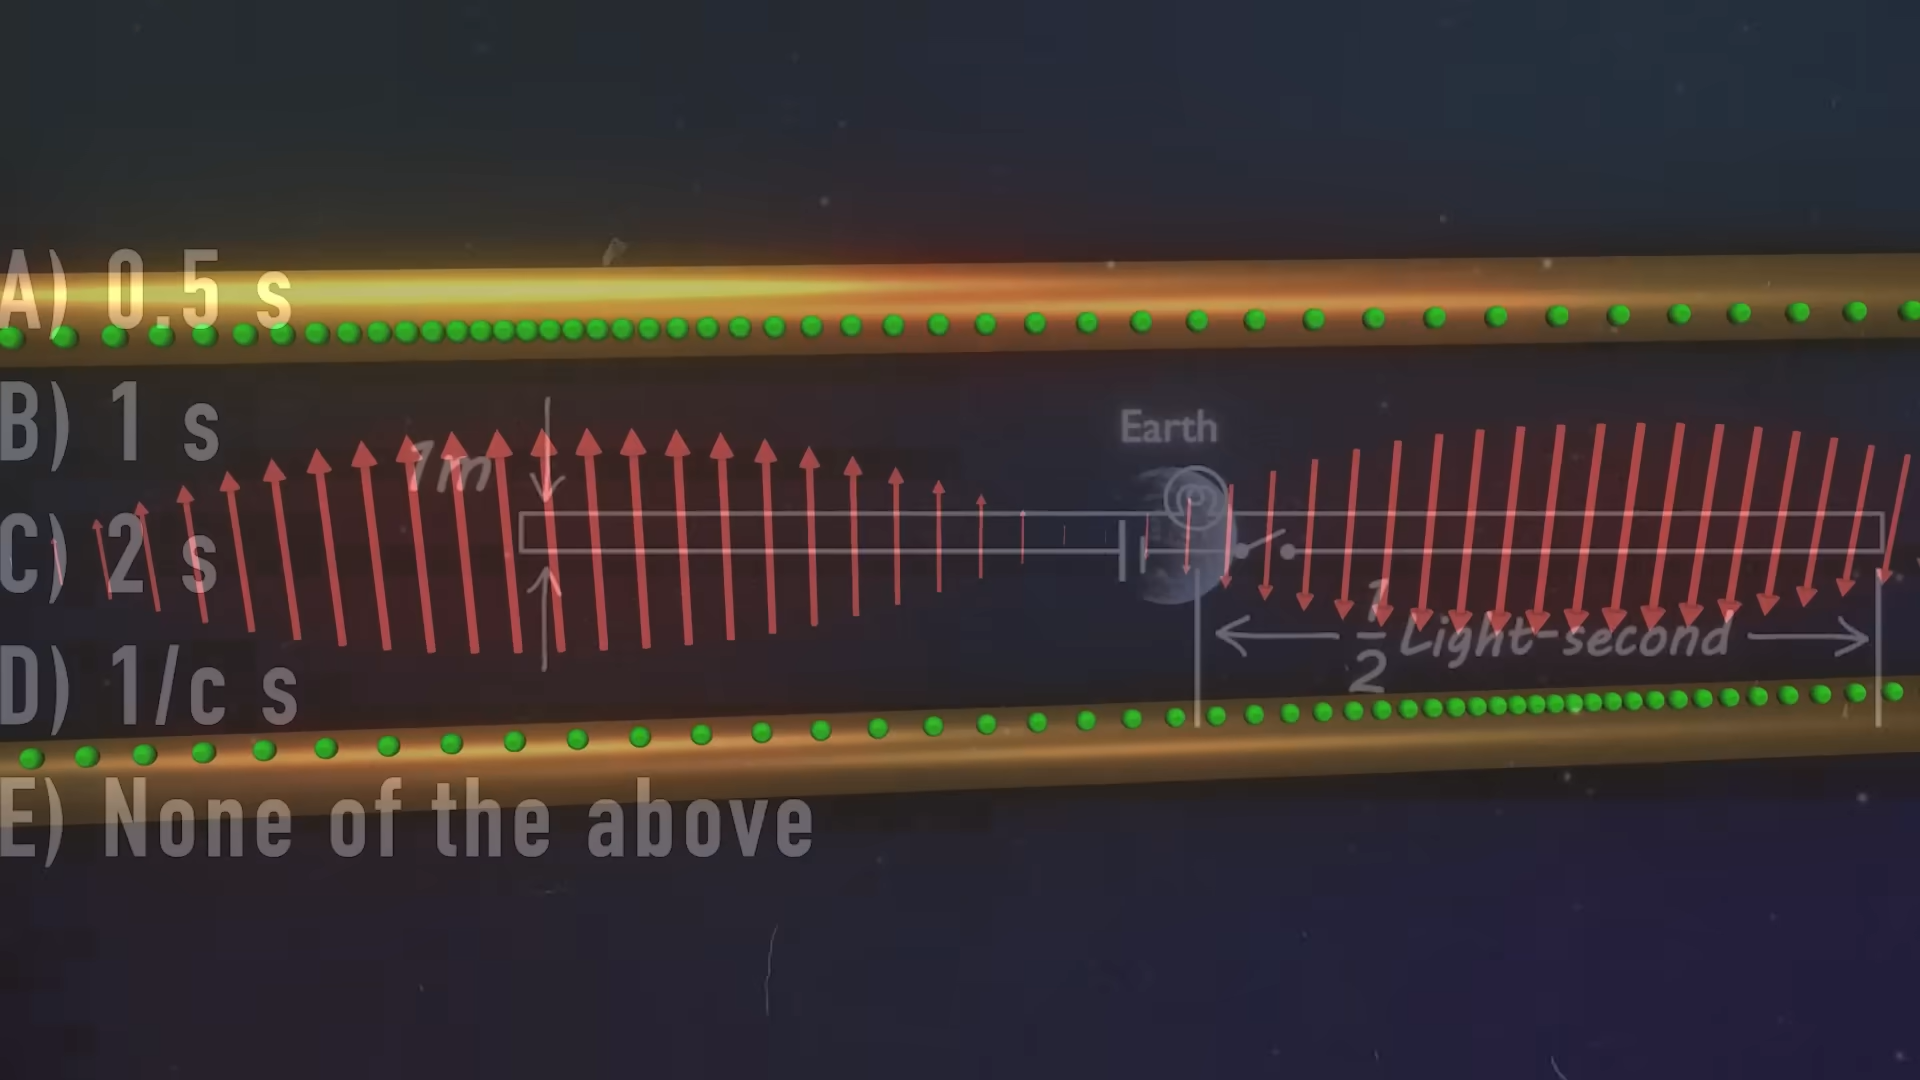 A) 0.5 s
B) 1 s
C) 2 s
D) 1/c s
E) None of the above
1m
Earth
1/2 Light-second